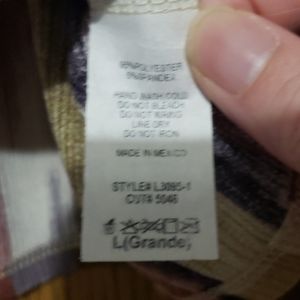 POLYESTER
SPANDEX
HAND WASH COLD
DO NOT BLEACH
DO NOT WRING
LINE DRY
DO NOT IRON
MADE IN MEXICO
STYLE# L3095-1
CUT# 5046
L(Grande)